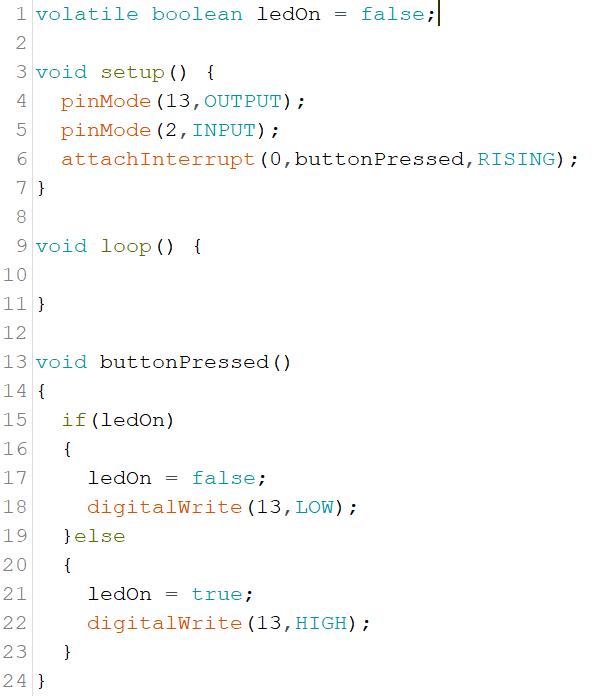 1 volatile boolean ledOn = false;
2
3 void setup() {
4   pinMode(13,OUTPUT);
5   pinMode(2,INPUT);
6   attachInterrupt(0,buttonPressed,RISING);
7 }
8
9 void loop() {
10
11 }
12
13 void buttonPressed()
14 {
15   if(ledOn)
16   {
17     ledOn = false;
18     digitalWrite(13,LOW);
19   }else
20   {
21     ledOn = true;
22     digitalWrite(13,HIGH);
23   }
24 }